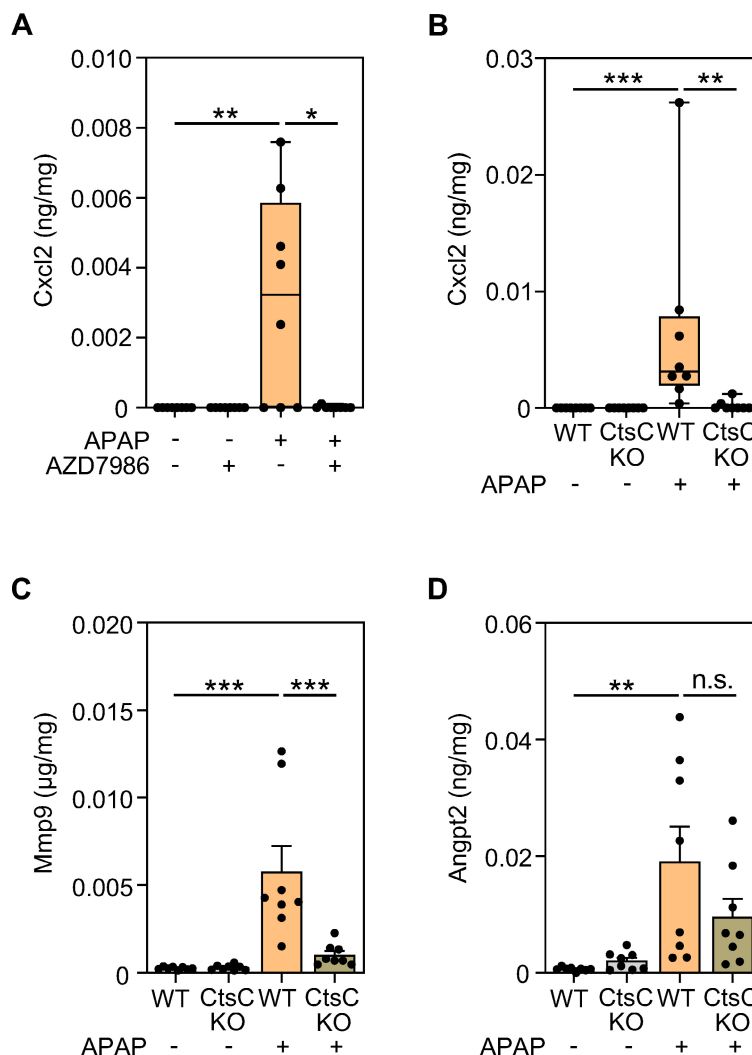 A
Cxcl2 (ng/mg)
0.010
0.008
0.006
0.004
0.002
0
** *
APAP - - + +
AZD7986 - + - +
B
Cxcl2 (ng/mg)
0.03
0.02
0.01
0
*** **
WT CtsC WT CtsC
KO KO
APAP - - + +
C
Mmp9 (µg/mg)
0.020
0.015
0.010
0.005
0
*** ***
WT CtsC WT CtsC
KO KO
APAP - - + +
D
Angpt2 (ng/mg)
0.06
0.04
0.02
0
** n.s.
WT CtsC WT CtsC
KO KO
APAP - - + +